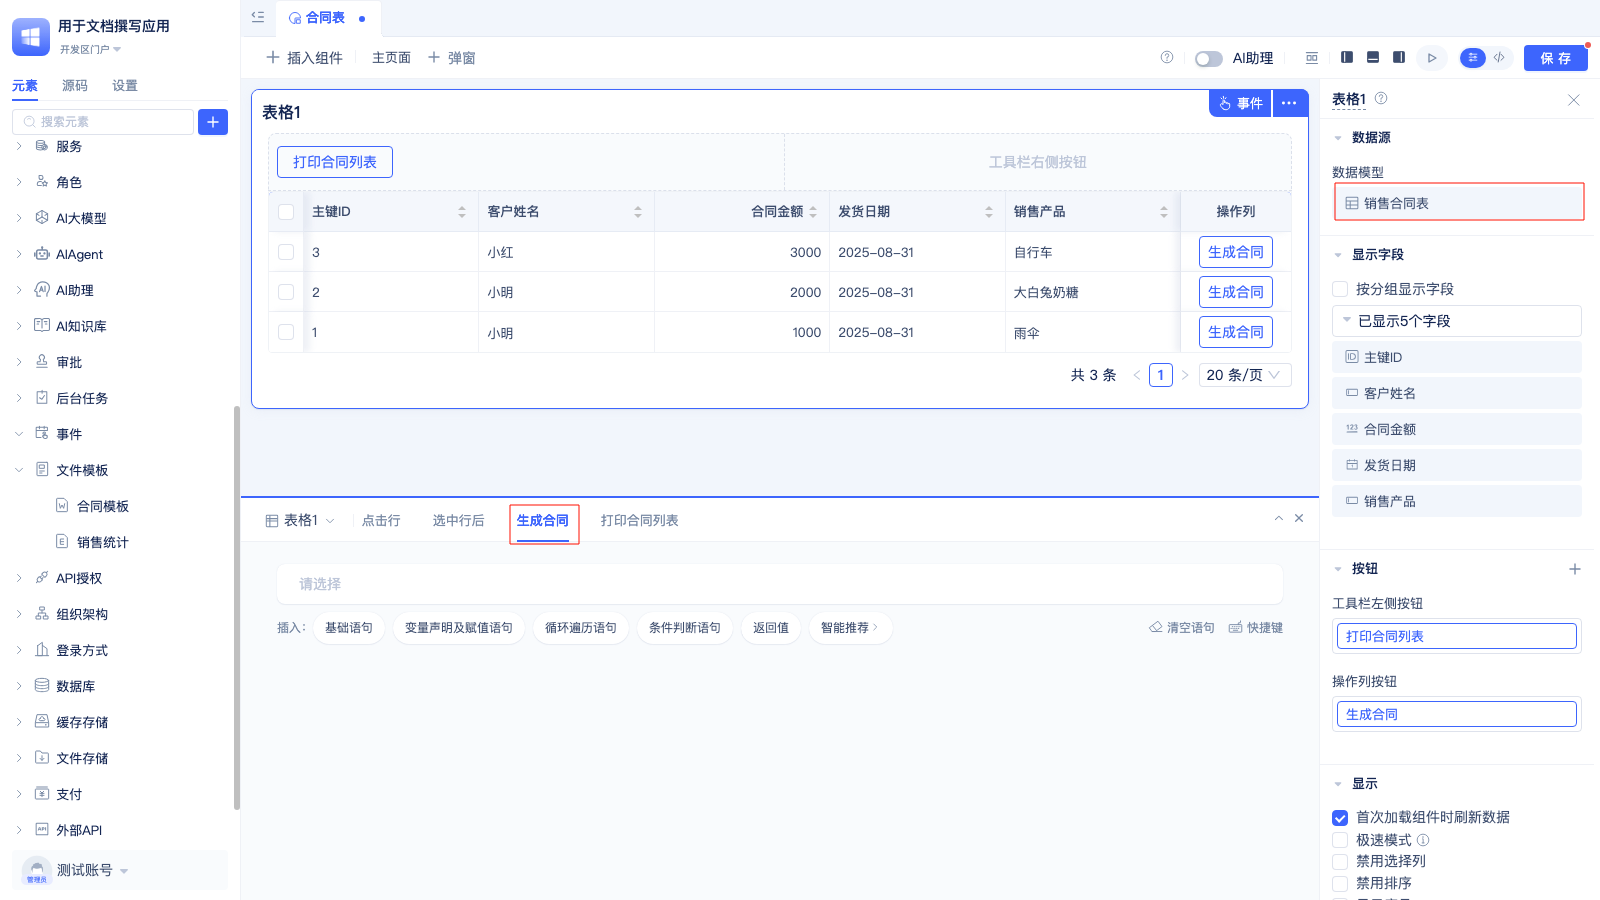 用于文档撰写应用
开发区门户
元素
源码
设置
搜索元素
服务
角色
AI大模型
AIAgent
AI助理
AI知识库
审批
后台任务
事件
文件模板
合同模板
销售统计
API授权
组织架构
登录方式
数据库
缓存存储
文件存储
支付
外部API
测试账号
管理员
合同表
插入组件
主页面
弹窗
AI助理
保存
表格1
事件
打印合同列表
工具栏右侧按钮
主键ID 客户姓名 合同金额 发货日期 销售产品 操作列
3 小红 3000 2025-08-31 自行车 生成合同
2 小明 2000 2025-08-31 大白兔奶糖 生成合同
1 小明 1000 2025-08-31 雨伞 生成合同
共 3 条 1 20 条/页
表格1 点击行 选中行后 生成合同 打印合同列表
请选择
插入: 基础语句 变量声明及赋值语句 循环遍历语句 条件判断语句 返回值 智能推荐 清空语句 快捷键
表格1
数据源
数据模型
销售合同表
显示字段
按分组显示字段
已显示5个字段
主键ID
客户姓名
合同金额
发货日期
销售产品
按钮
工具栏左侧按钮
打印合同列表
操作列按钮
生成合同
显示
首次加载组件时刷新数据
极速模式
禁用选择列
禁用排序